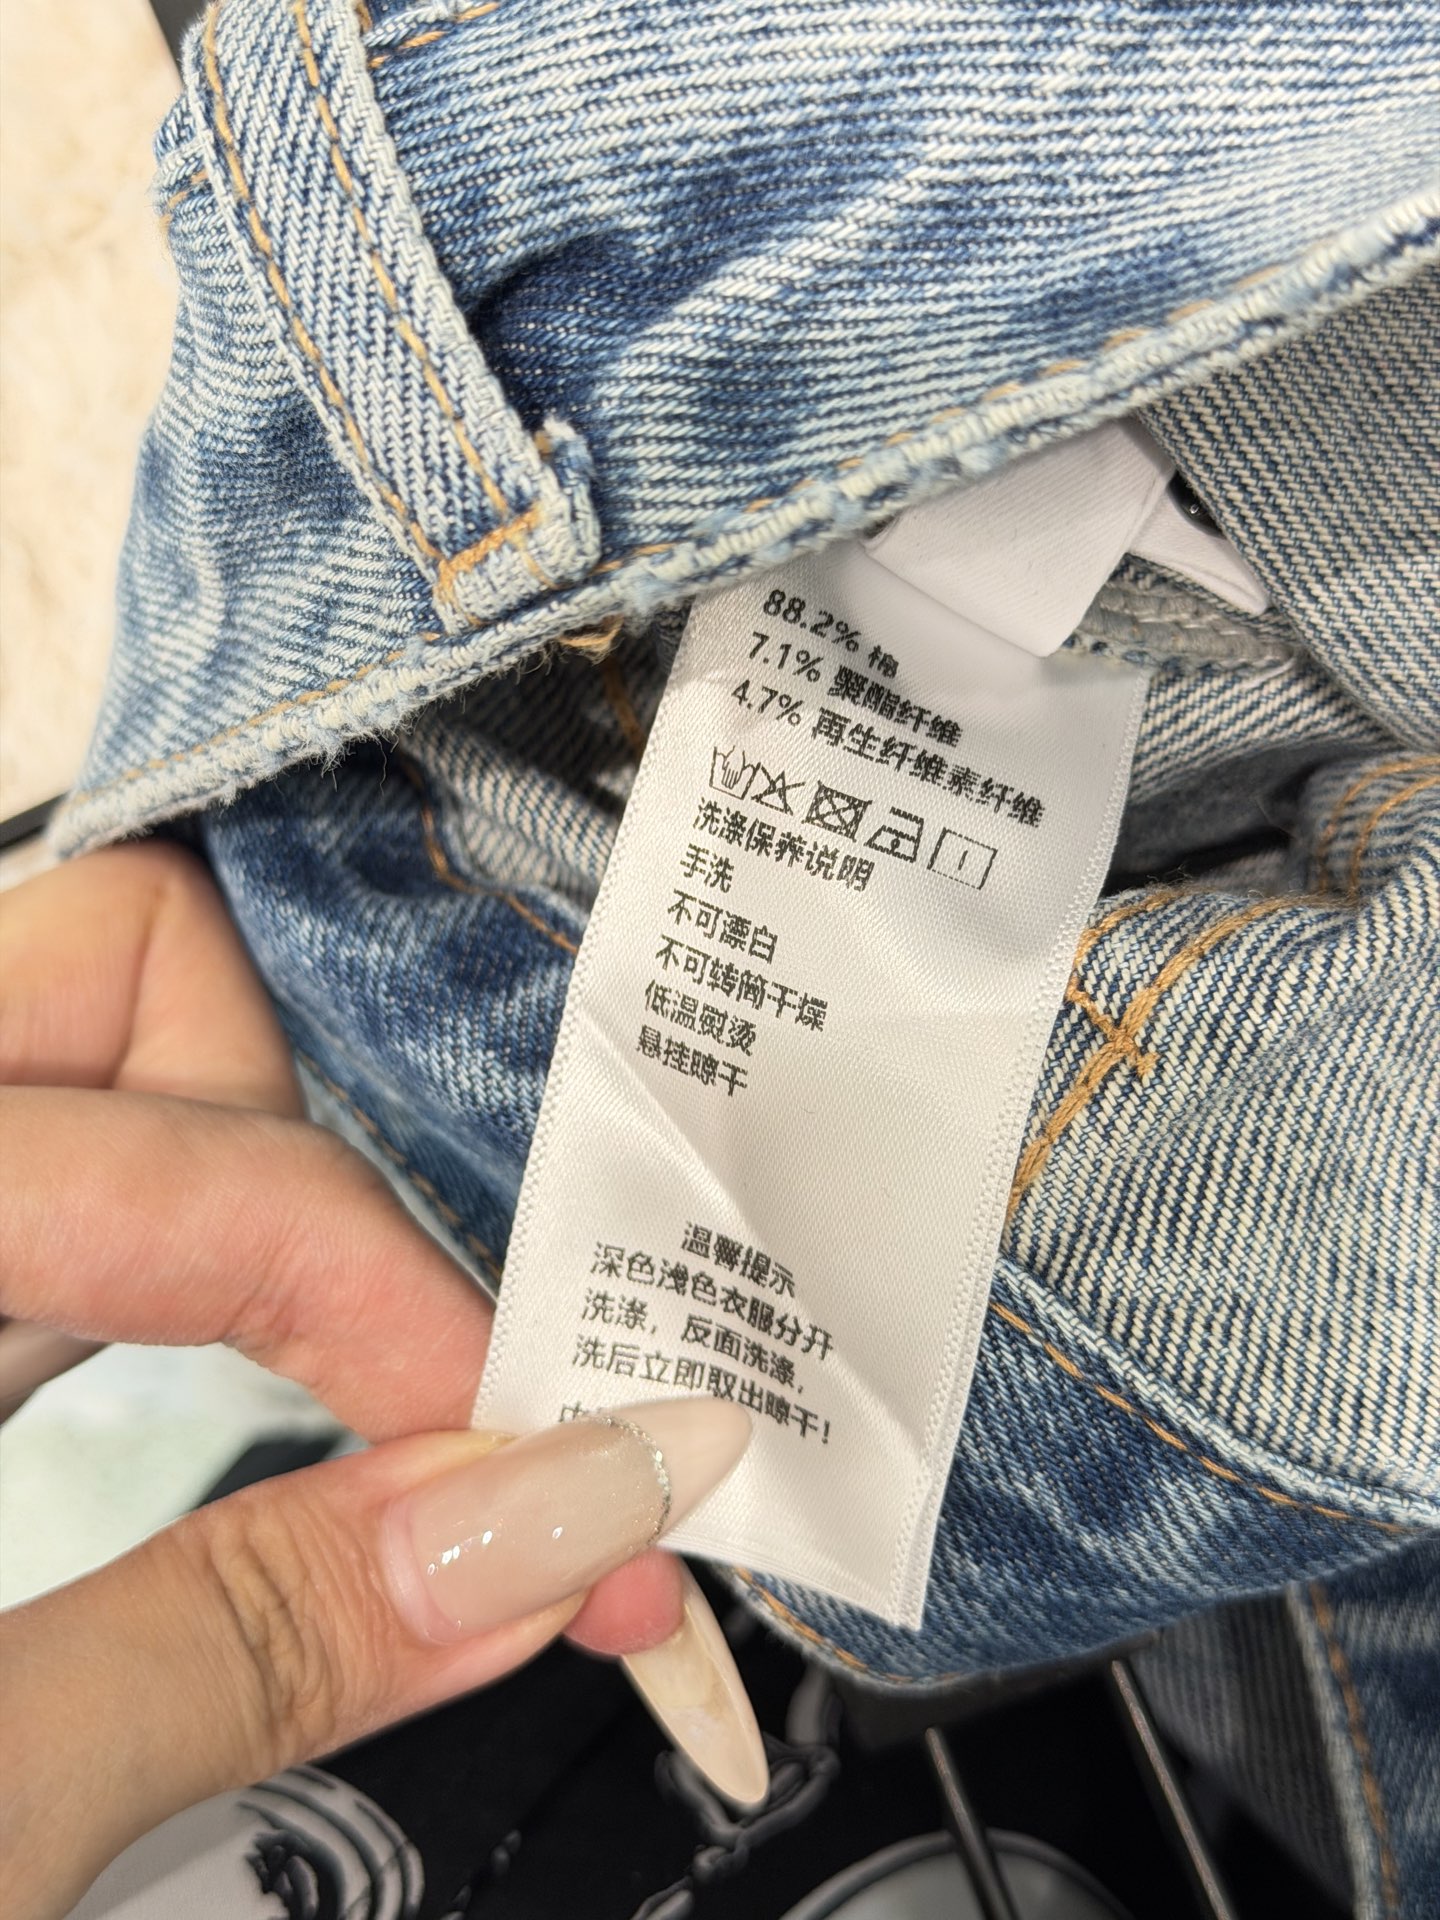 88.2% 棉
7.1% 聚酯纤维
4.7% 再生纤维素纤维
洗涤保养说明
手洗
不可漂白
不可转筒干燥
低温熨烫
悬挂晾干
温馨提示
深色浅色衣服分开
洗涤，反面洗涤，
洗后立即取出晾干！